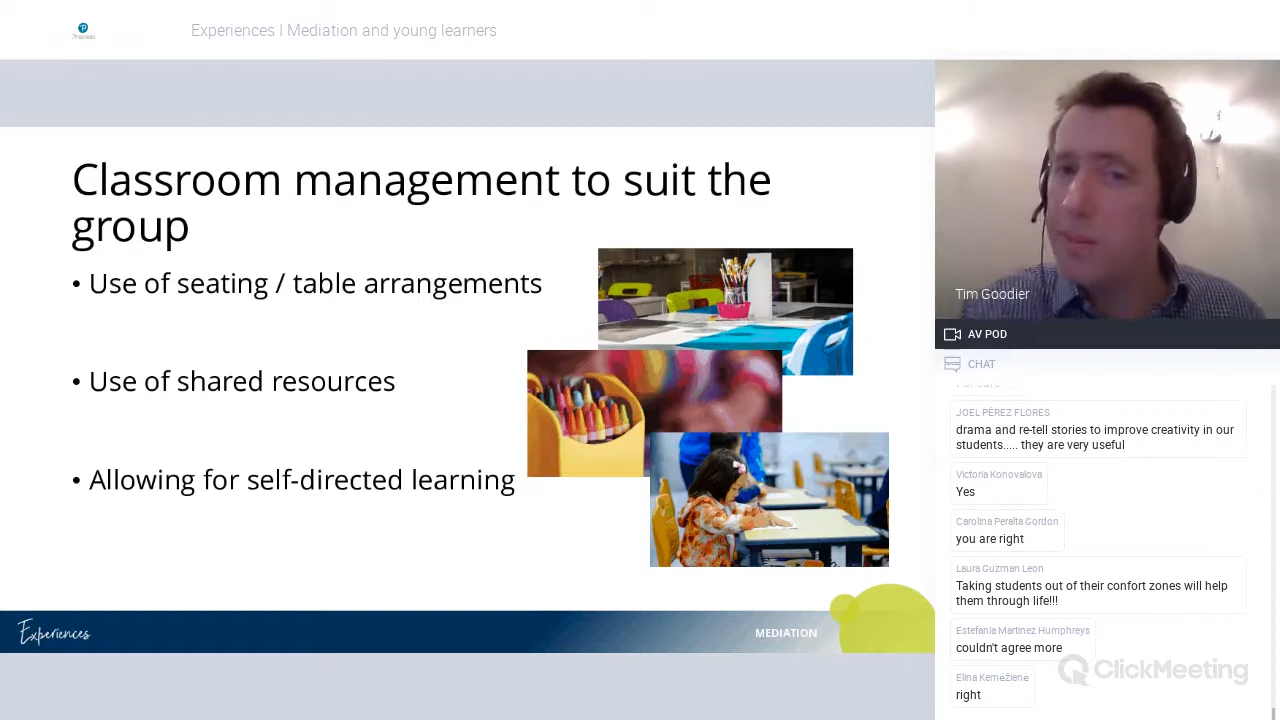 Experiences I Mediation and young learners
Classroom management to suit the
group
• Use of seating / table arrangements
• Use of shared resources
• Allowing for self-directed learning
Experiences
MEDIATION
Tim Goodier
AV POD
CHAT
JOEL PÉREZ FLORES
drama and re-tell stories to improve creativity in our
students..... they are very useful
Victoria Konovalova
Yes
Carolina Peralta Gordon
you are right
Laura Guzman Leon
Taking students out of their confort zones will help
them through life!!!
Estefania Martinez Humphreys
couldn't agree more
Elina Kemežienė
right
ClickMeeting